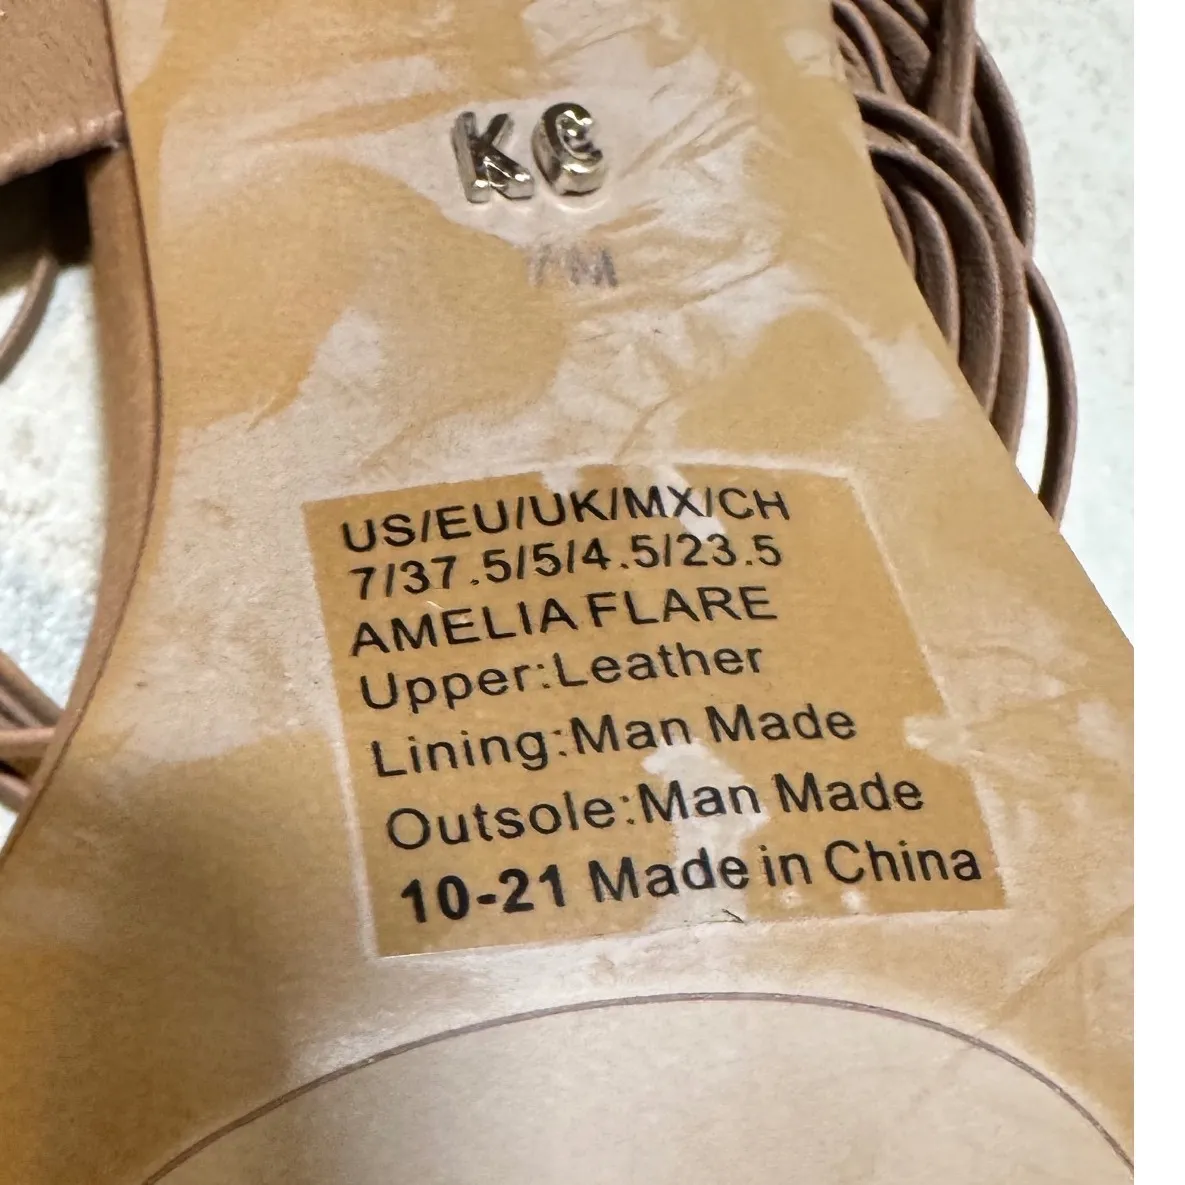 KC
7M
US/EU/UK/MX/CH
7/37.5/5/4.5/23.5
AMELIA FLARE
Upper:Leather
Lining:Man Made
Outsole:Man Made
10-21 Made in China